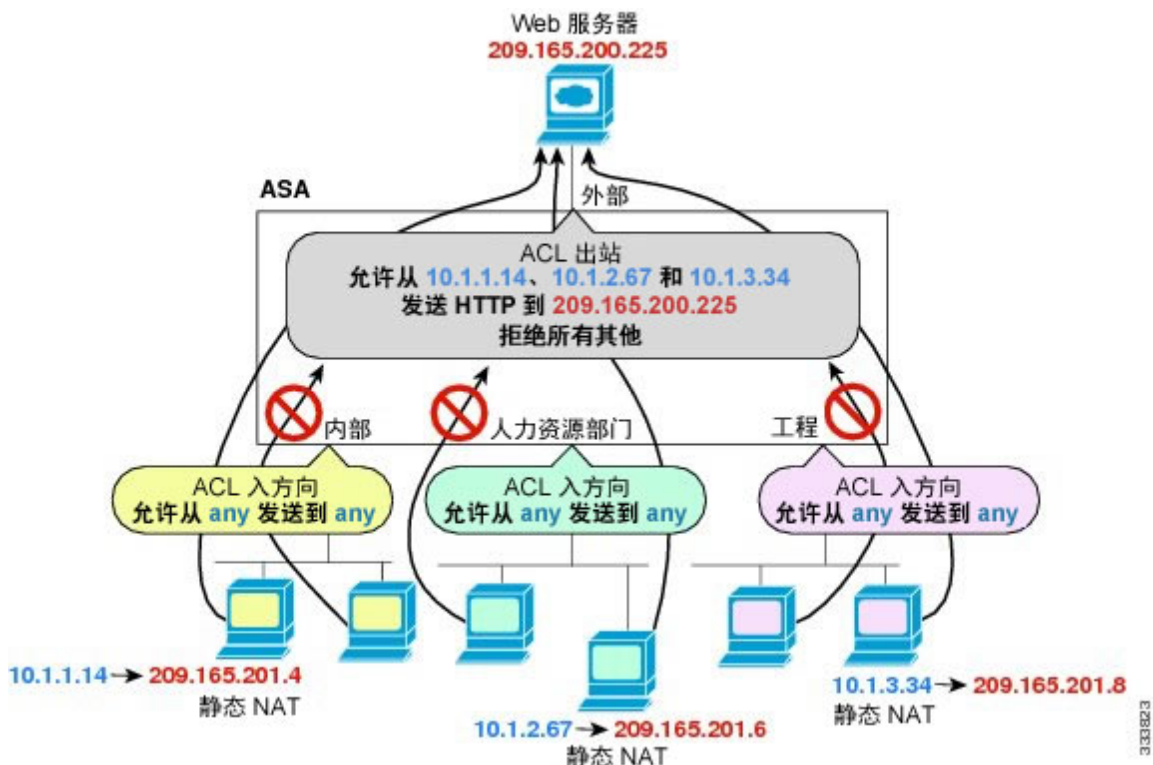 Web 服务器
209.165.200.225
ASA
外部
ACL 出站
允许从 10.1.1.14、10.1.2.67 和 10.1.3.34
发送 HTTP 到 209.165.200.225
拒绝所有其他
内部
人力资源部门
工程
ACL 入方向
允许从 any 发送到 any
ACL 入方向
允许从 any 发送到 any
ACL 入方向
允许从 any 发送到 any
10.1.1.14→209.165.201.4
静态 NAT
10.1.2.67→209.165.201.6
静态 NAT
10.1.3.34→209.165.201.8
静态 NAT
333823